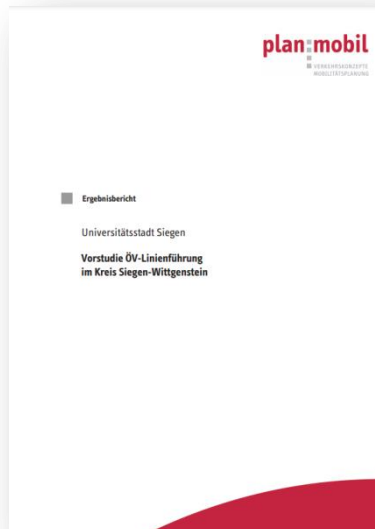 plan:mobil
VERKEHRSKONZEPTE
MOBILITÄTSPLANUNG
Ergebnisbericht
Universitätsstadt Siegen
Vorstudie ÖV-Linienführung
im Kreis Siegen-Wittgenstein